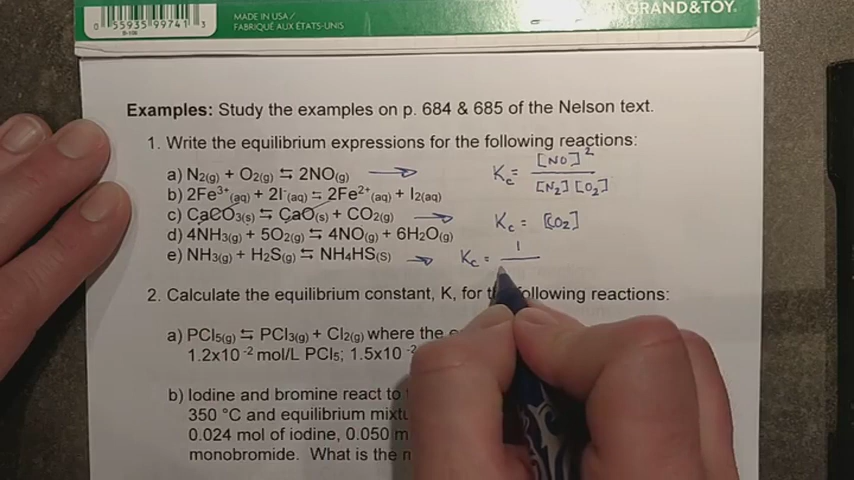 0 55935 99741 3
MADE IN USA /
FABRIQUÉ AUX ÉTATS-UNIS
GRAND&TOY.
Examples: Study the examples on p. 684 & 685 of the Nelson text.
1. Write the equilibrium expressions for the following reactions:
a) N2(g) + O2(g) ⇆ 2NO(g) → Kc = [NO]² / [N2][O2]
b) 2Fe³⁺(aq) + 2I⁻(aq) ⇆ 2Fe²⁺(aq) + I2(aq)
c) CaCO3(s) ⇆ CaO(s) + CO2(g) → Kc = [CO2]
d) 4NH3(g) + 5O2(g) ⇆ 4NO(g) + 6H2O(g)
e) NH3(g) + H2S(g) ⇆ NH4HS(S) → Kc = 1
2. Calculate the equilibrium constant, K, for following reactions:
a) PCl5(g) ⇆ PCl3(g) + Cl2(g) where the
1.2x10⁻² mol/L PCl5; 1.5x10⁻²
b) Iodine and bromine react to
350 °C and equilibrium
0.024 mol of iodine, 0.050
monobromide. What is the